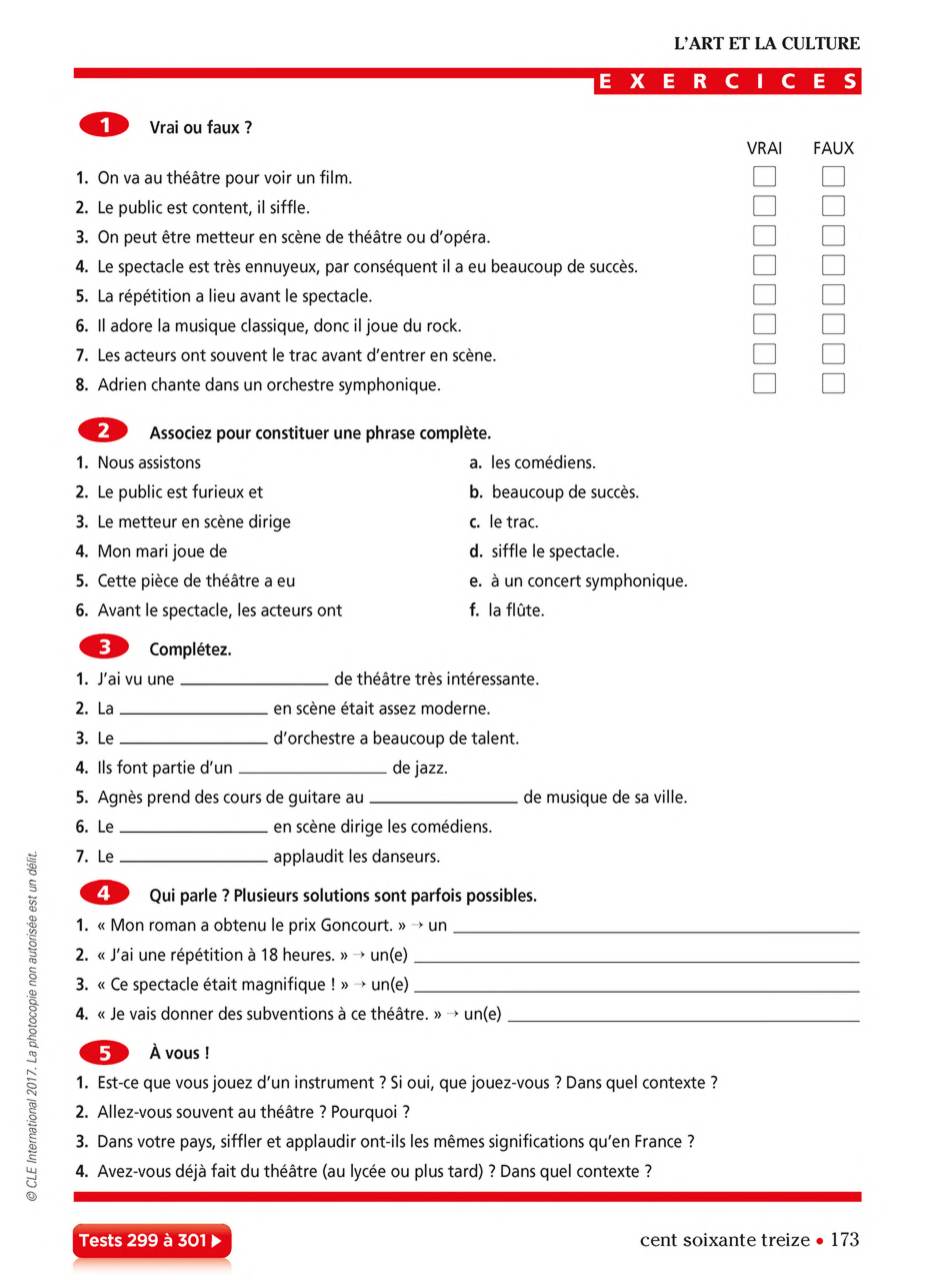 L'ART ET LA CULTURE
EXERCICES
1 Vrai ou faux ?
VRAI FAUX
1. On va au théâtre pour voir un film.
2. Le public est content, il siffle.
3. On peut être metteur en scène de théâtre ou d'opéra.
4. Le spectacle est très ennuyeux, par conséquent il a eu beaucoup de succès.
5. La répétition a lieu avant le spectacle.
6. Il adore la musique classique, donc il joue du rock.
7. Les acteurs ont souvent le trac avant d'entrer en scène.
8. Adrien chante dans un orchestre symphonique.
2 Associez pour constituer une phrase complète.
1. Nous assistons a. les comédiens.
2. Le public est furieux et b. beaucoup de succès.
3. Le metteur en scène dirige c. le trac.
4. Mon mari joue de d. siffle le spectacle.
5. Cette pièce de théâtre a eu e. à un concert symphonique.
6. Avant le spectacle, les acteurs ont f. la flûte.
3 Complétez.
1. J'ai vu une ______ de théâtre très intéressante.
2. La ______ en scène était assez moderne.
3. Le ______ d'orchestre a beaucoup de talent.
4. Ils font partie d'un ______ de jazz.
5. Agnès prend des cours de guitare au ______ de musique de sa ville.
6. Le ______ en scène dirige les comédiens.
7. Le ______ applaudit les danseurs.
4 Qui parle ? Plusieurs solutions sont parfois possibles.
1. « Mon roman a obtenu le prix Goncourt. » → un ______
2. « J'ai une répétition à 18 heures. » → un(e) ______
3. « Ce spectacle était magnifique ! » → un(e) ______
4. « Je vais donner des subventions à ce théâtre. » → un(e) ______
5 À vous !
1. Est-ce que vous jouez d'un instrument ? Si oui, que jouez-vous ? Dans quel contexte ?
2. Allez-vous souvent au théâtre ? Pourquoi ?
3. Dans votre pays, siffler et applaudir ont-ils les mêmes significations qu'en France ?
4. Avez-vous déjà fait du théâtre (au lycée ou plus tard) ? Dans quel contexte ?
© CLE International 2017. La photocopie non autorisée est un délit.
Tests 299 à 301
cent soixante treize • 173